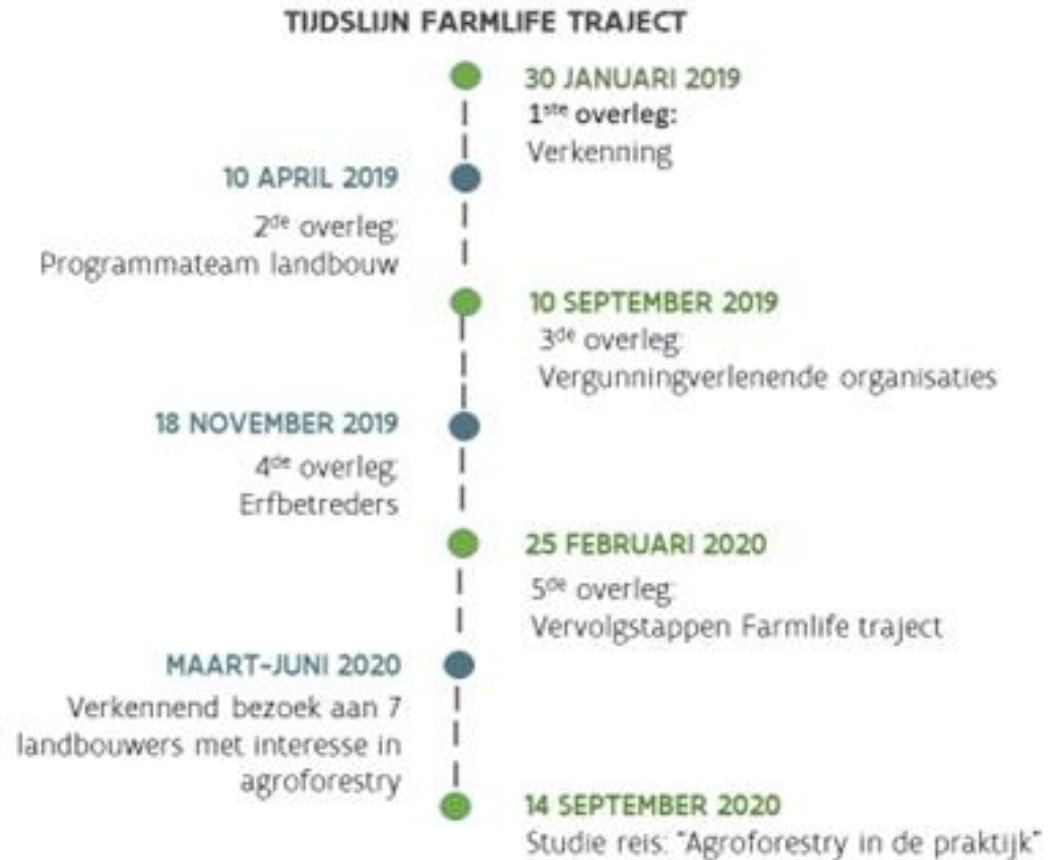 TIJDSLIJN FARMLIFE TRAJECT
30 JANUARI 2019
1ste overleg:
Verkenning
10 APRIL 2019
2de overleg:
Programmateam landbouw
10 SEPTEMBER 2019
3de overleg:
Vergunningverlenende organisaties
18 NOVEMBER 2019
4de overleg:
Erfbetreders
25 FEBRUARI 2020
5de overleg:
Vervolgstappen Farmlife traject
MAART-JUNI 2020
Verkennend bezoek aan 7
landbouwers met interesse in
agroforestry
14 SEPTEMBER 2020
Studie reis: "Agroforestry in de praktijk"